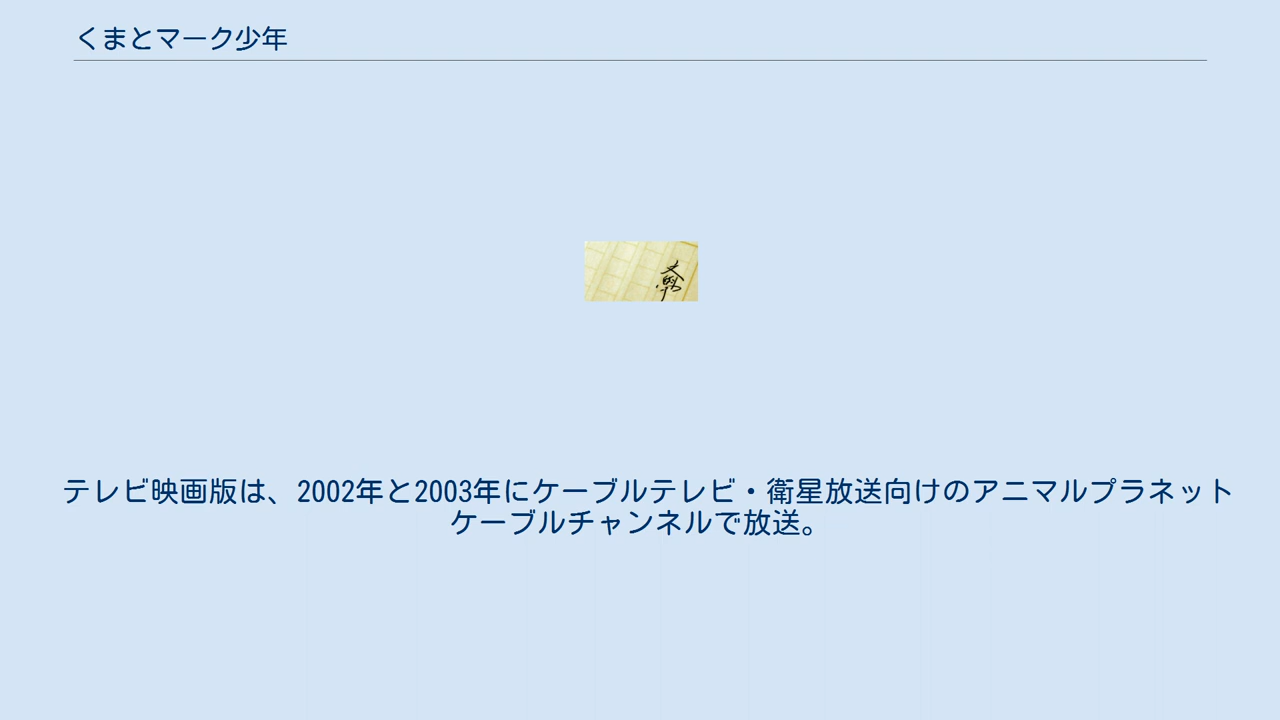 くまとマーク少年
テレビ映画版は、2002年と2003年にケーブルテレビ・衛星放送向けのアニマルプラネット
ケーブルチャンネルで放送。